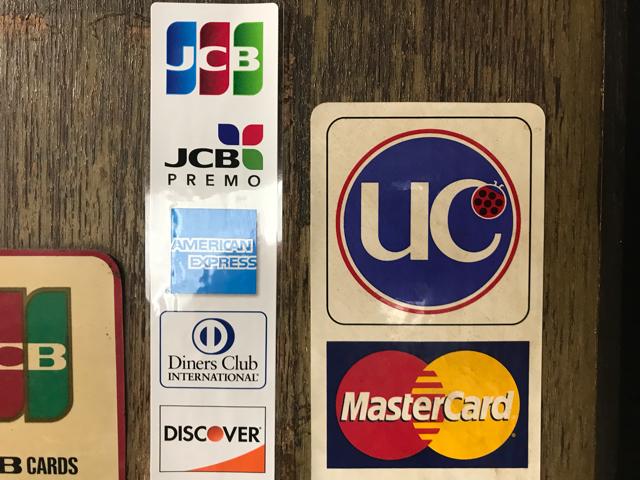 JCB
JCB
PREMO
AMERICAN
EXPRESS
Diners Club
INTERNATIONAL®
DISCOVER®
uc
MasterCard®
CB
B CARDS